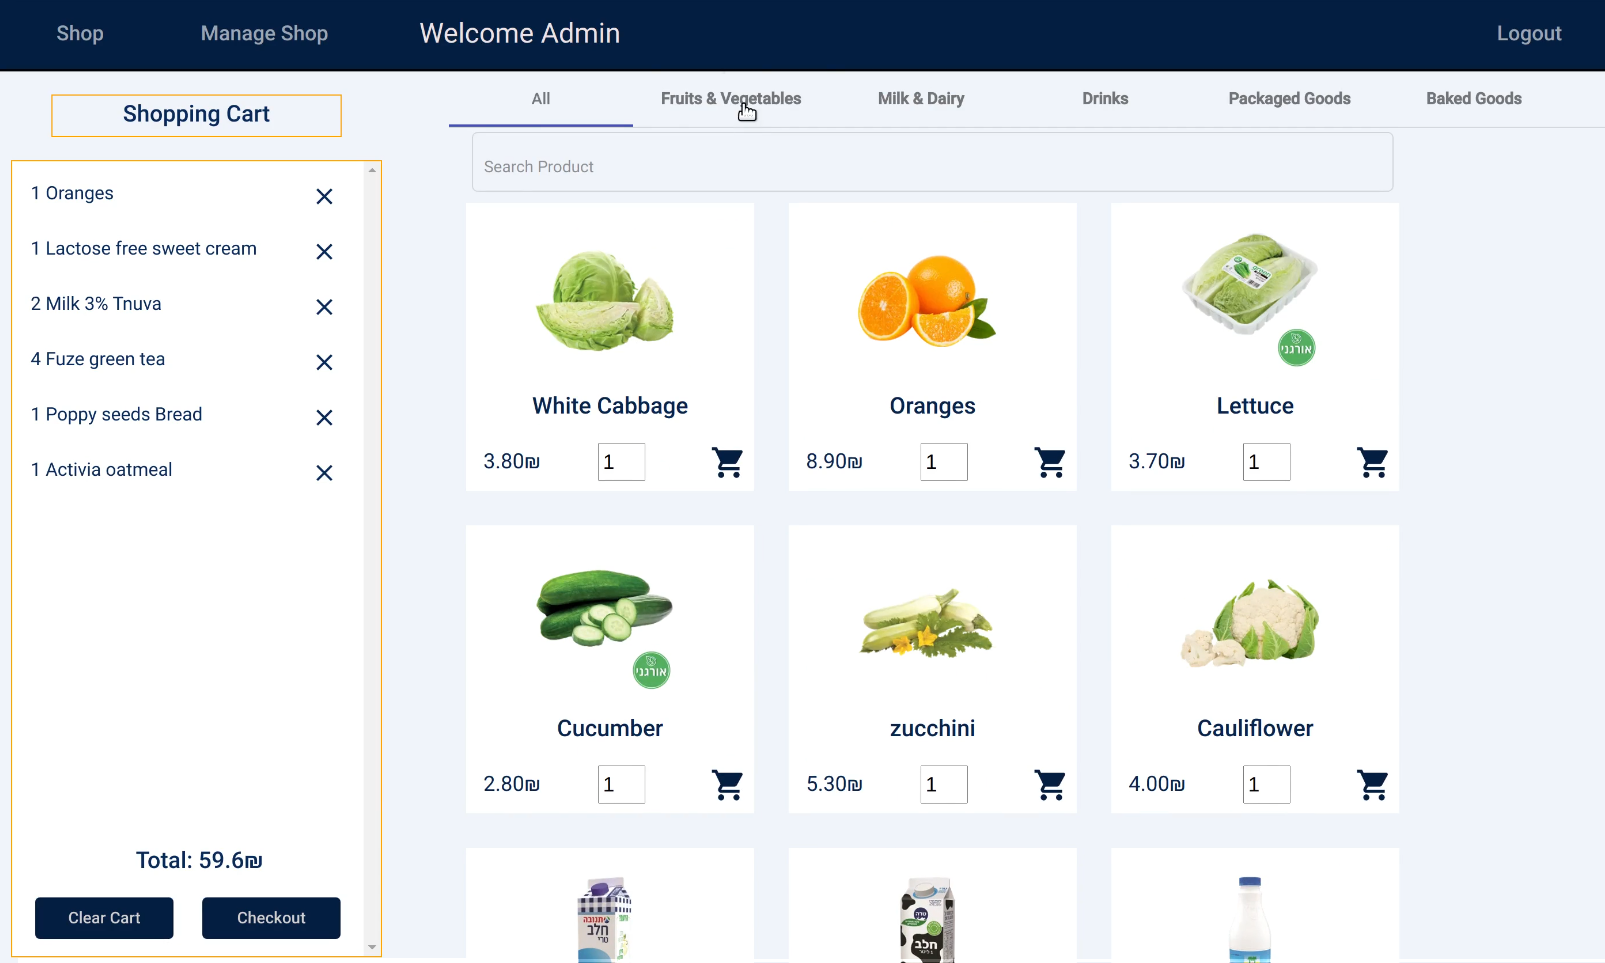 Shop
Manage Shop
Welcome Admin
Logout
Shopping Cart
1 Oranges
1 Lactose free sweet cream
2 Milk 3% Tnuva
4 Fuze green tea
1 Poppy seeds Bread
1 Activia oatmeal
Total: 59.6₪
Clear Cart
Checkout
All
Fruits & Vegetables
Milk & Dairy
Drinks
Packaged Goods
Baked Goods
Search Product
White Cabbage
3.80₪
1
Oranges
8.90₪
1
אורגני
Lettuce
3.70₪
1
אורגני
Cucumber
2.80₪
1
zucchini
5.30₪
1
Cauliflower
4.00₪
1
תנובה
חלב
טרי
טרה
חלב